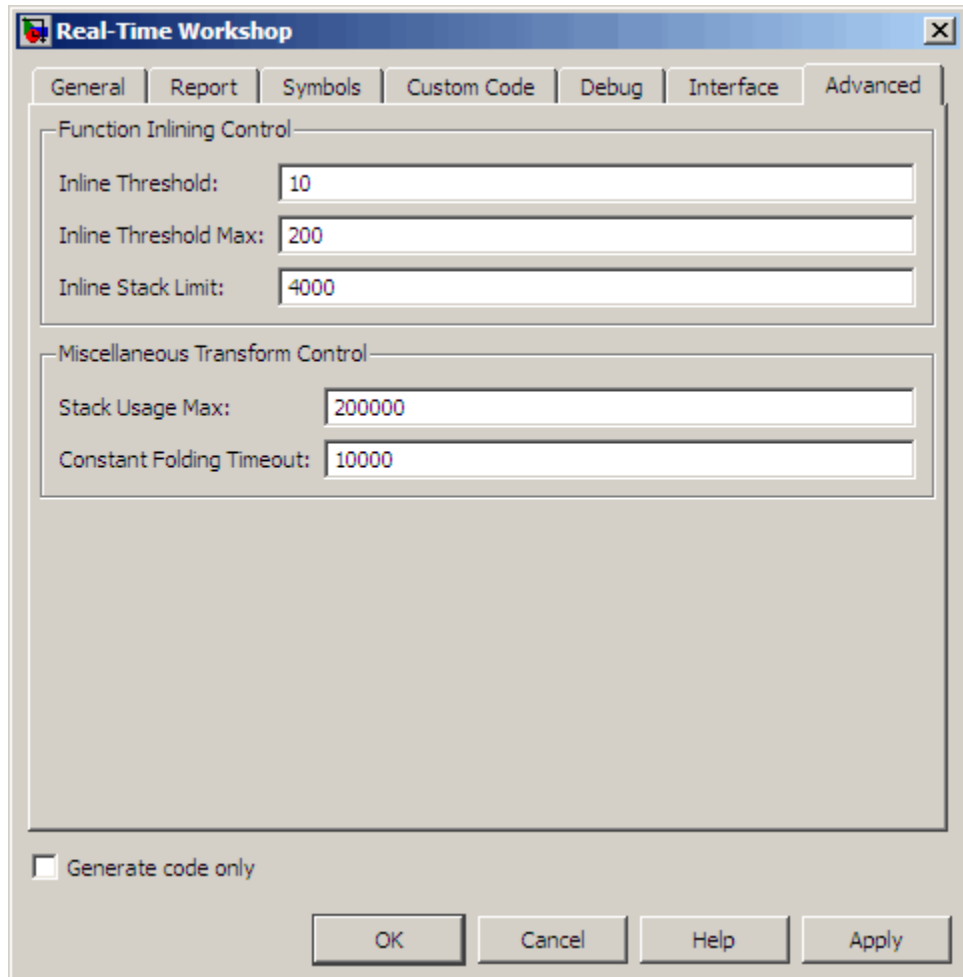 Real-Time Workshop
General Report Symbols Custom Code Debug Interface Advanced
Function Inlining Control
Inline Threshold: 10
Inline Threshold Max: 200
Inline Stack Limit: 4000
Miscellaneous Transform Control
Stack Usage Max: 200000
Constant Folding Timeout: 10000
Generate code only
OK Cancel Help Apply